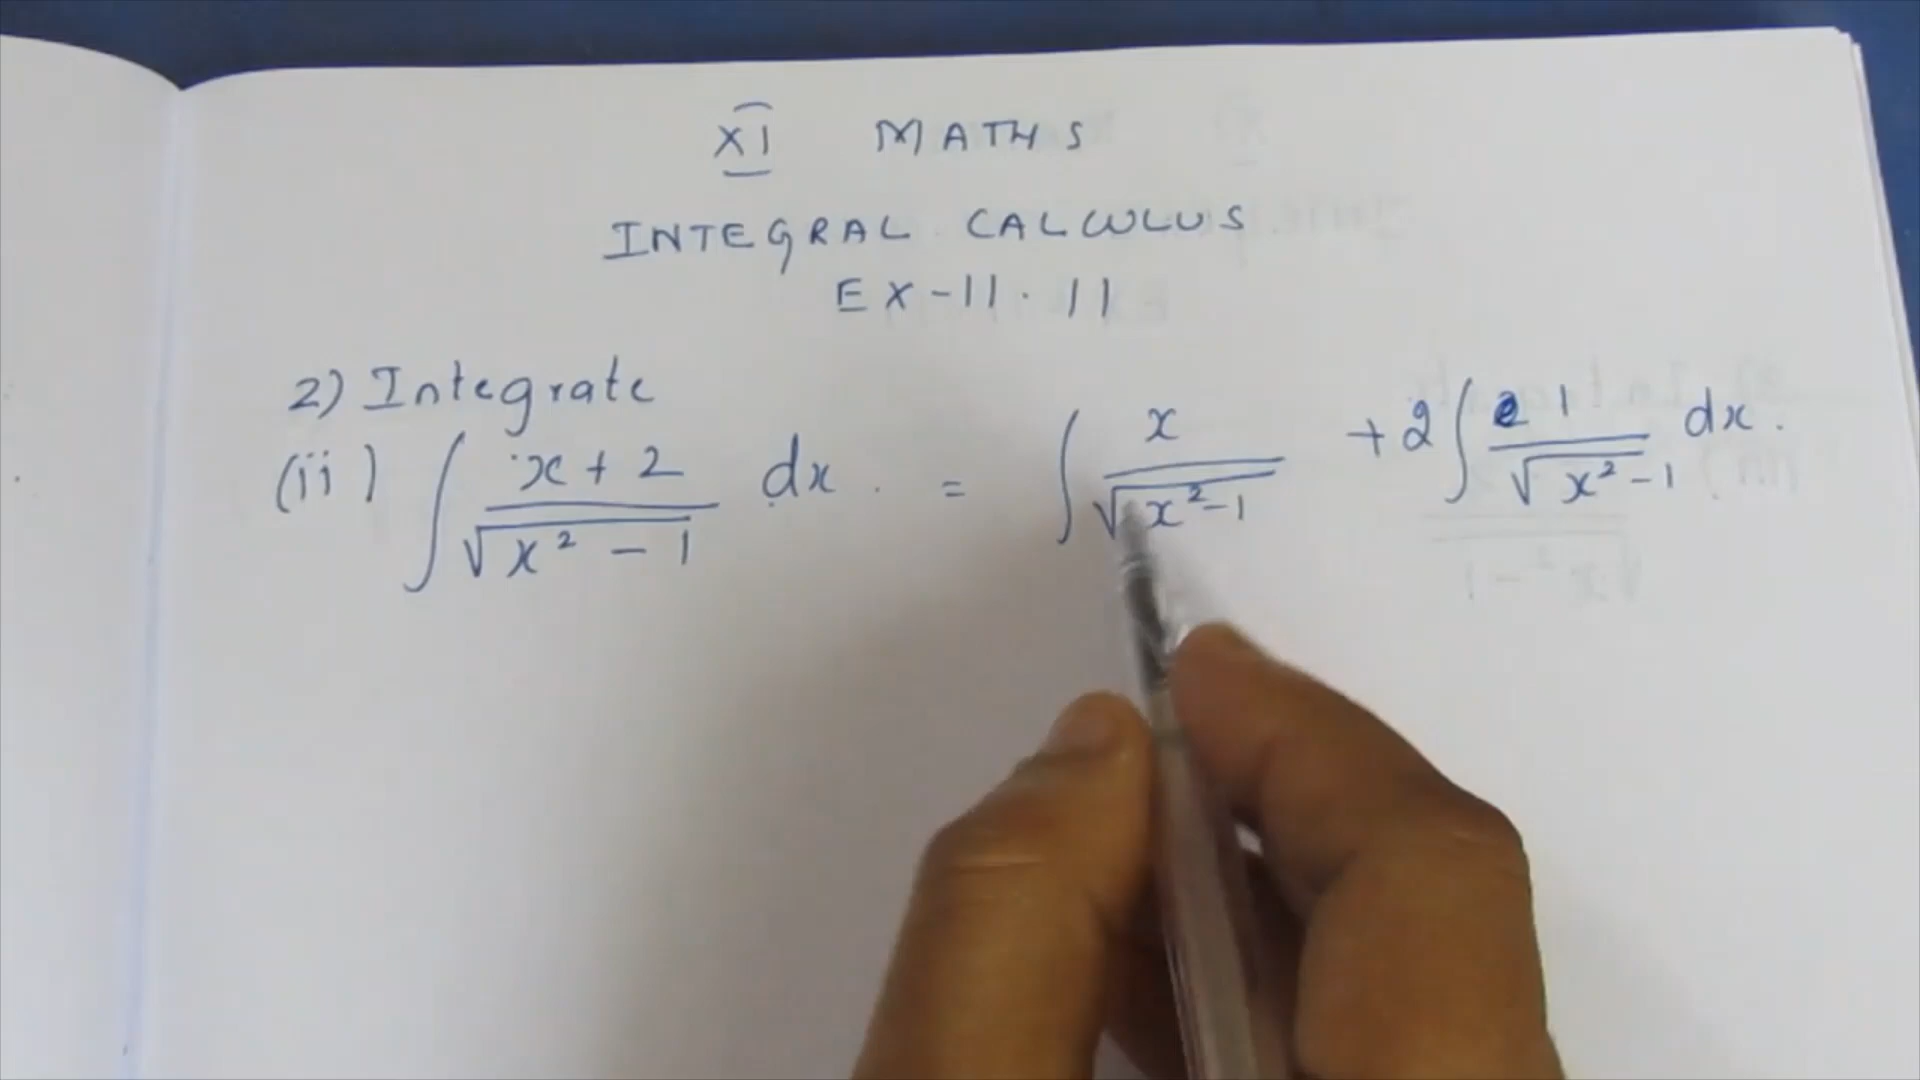 XI MATHS
INTEGRAL CALCULUS
EX-11.11
2) Integrate
(ii) ∫ x + 2 / √(x² - 1) dx. = ∫ x / √(x²-1) + 2 ∫ 1 / √(x²-1) dx.